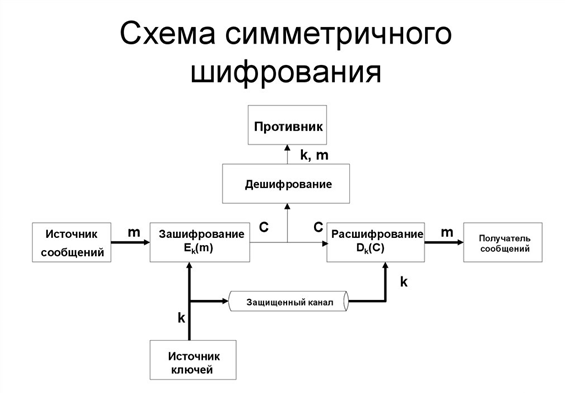 Схема симметричного
шифрования
Противник
k, m
Дешифрование
Источник
сообщений
m
Зашифрование
Ek(m)
C
C
Расшифрование
Dk(C)
m
Получатель
сообщений
k
Защищенный канал
k
Источник
ключей